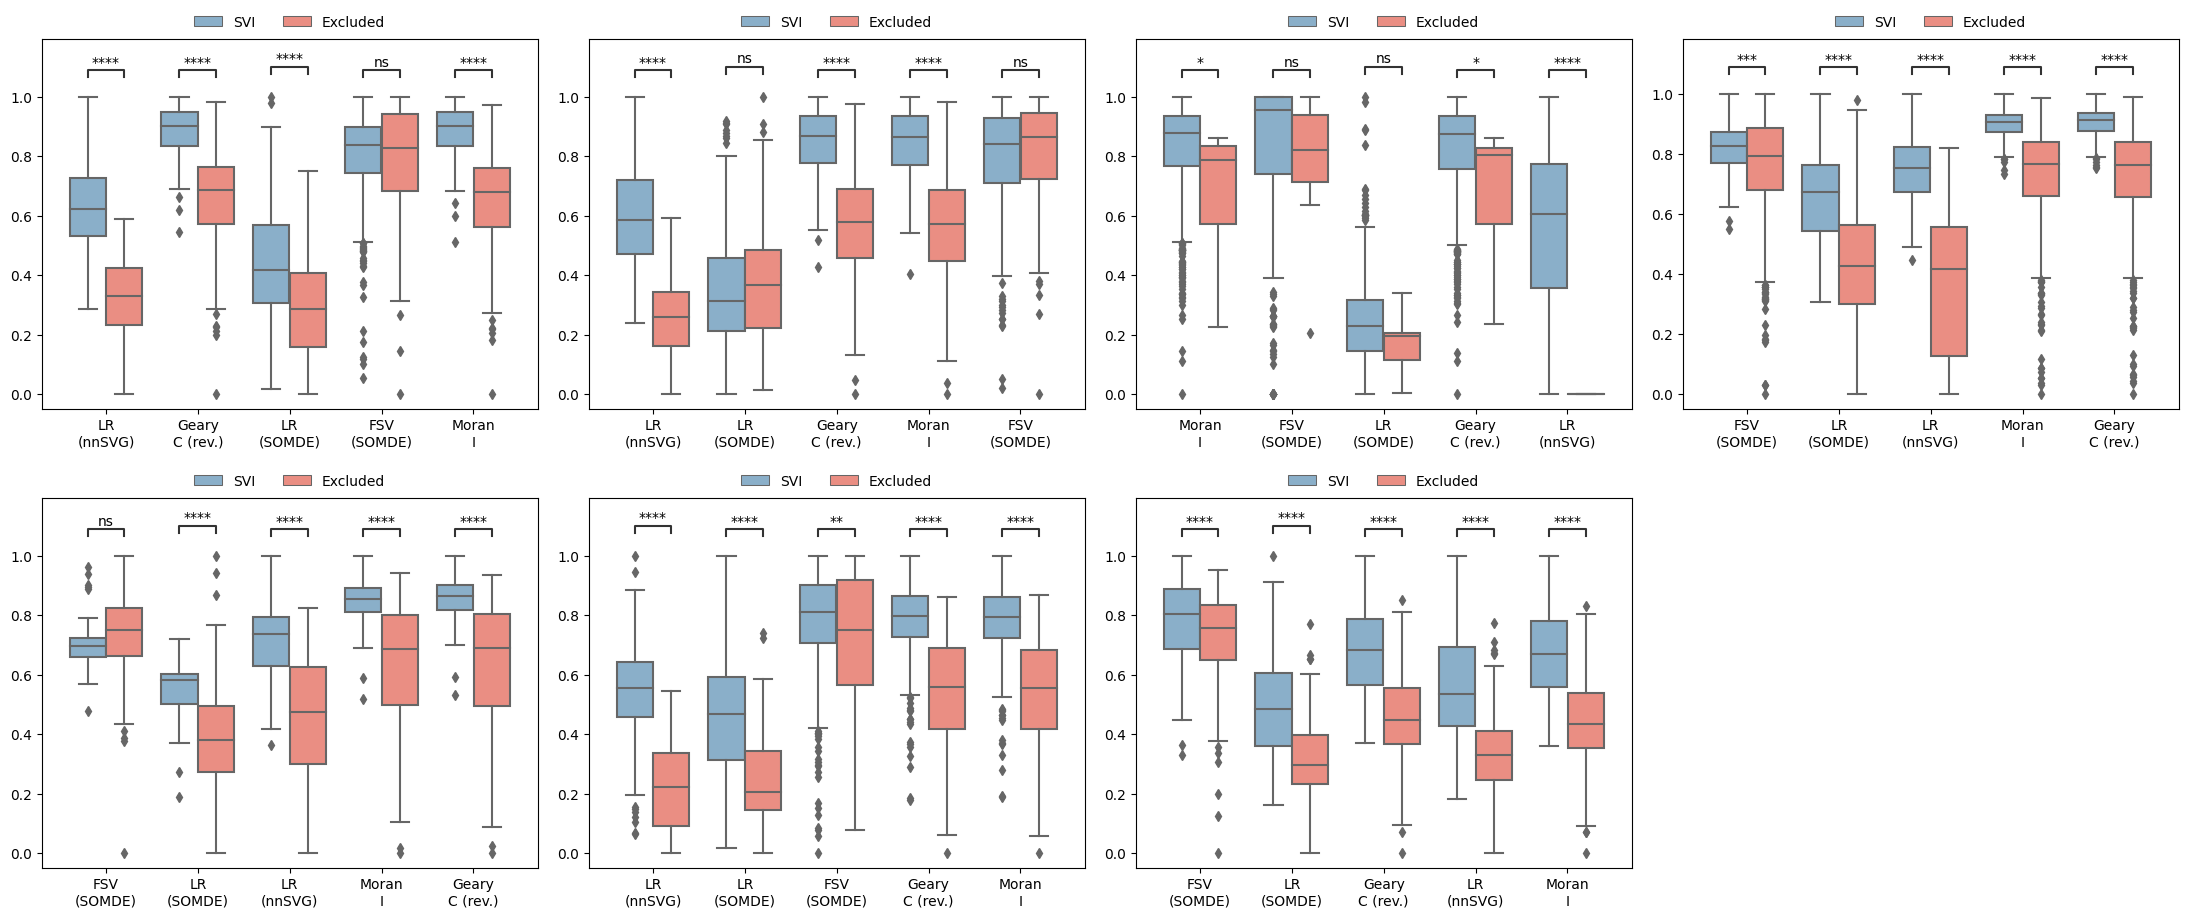 SVI Excluded
**** **** **** ns ****
1.0
0.8
0.6
0.4
0.2
0.0
LR Geary LR FSV Moran
(nnSVG) C (rev.) (SOMDE) (SOMDE) I
SVI Excluded
**** ns **** **** ns
1.0
0.8
0.6
0.4
0.2
0.0
LR LR Geary Moran FSV
(nnSVG) (SOMDE) C (rev.) I (SOMDE)
SVI Excluded
* ns ns * ****
1.0
0.8
0.6
0.4
0.2
0.0
Moran FSV LR Geary LR
I (SOMDE) (SOMDE) C (rev.) (nnSVG)
SVI Excluded
*** **** **** **** ****
1.0
0.8
0.6
0.4
0.2
0.0
FSV LR LR Moran Geary
(SOMDE) (SOMDE) (nnSVG) I C (rev.)
SVI Excluded
ns **** **** **** ****
1.0
0.8
0.6
0.4
0.2
0.0
FSV LR LR Moran Geary
(SOMDE) (SOMDE) (nnSVG) I C (rev.)
SVI Excluded
**** **** ** **** ****
1.0
0.8
0.6
0.4
0.2
0.0
LR LR FSV Geary Moran
(nnSVG) (SOMDE) (SOMDE) C (rev.) I
SVI Excluded
**** **** **** **** ****
1.0
0.8
0.6
0.4
0.2
0.0
FSV LR Geary LR Moran
(SOMDE) (SOMDE) C (rev.) (nnSVG) I